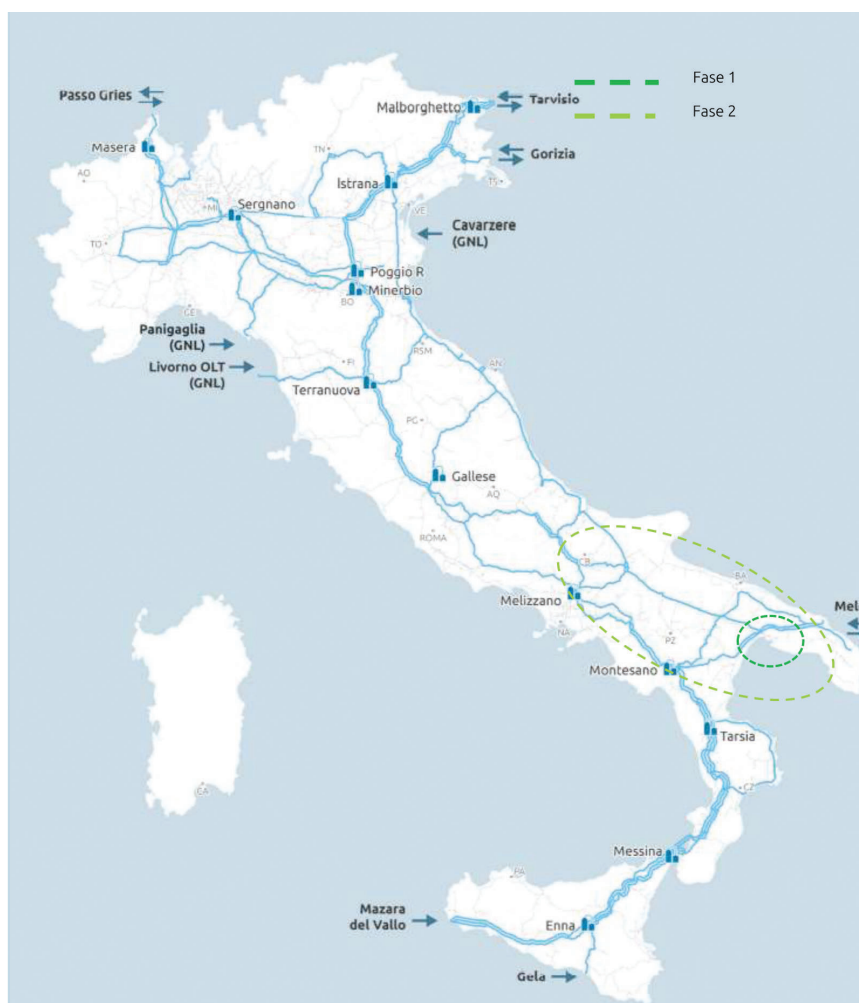 Fase 1
Fase 2
Passo Gries
Malborghetto
Tarvisio
Masera
TN
Gorizia
AO
Istrana
TS
MI
Sergnano
VE
TO
Cavarzere
(GNL)
Poggio R
Minerbio
BO
GE
Panigaglia
(GNL)
FI
RSM
Livorno OLT
(GNL)
AN
Terranuova
PG
Gallese
AQ
ROMA
CB
BA
Melizzano
Mel
NA
PZ
Montesano
Tarsia
CA
CZ
Messina
PA
Mazara
del Vallo
Enna
Gela